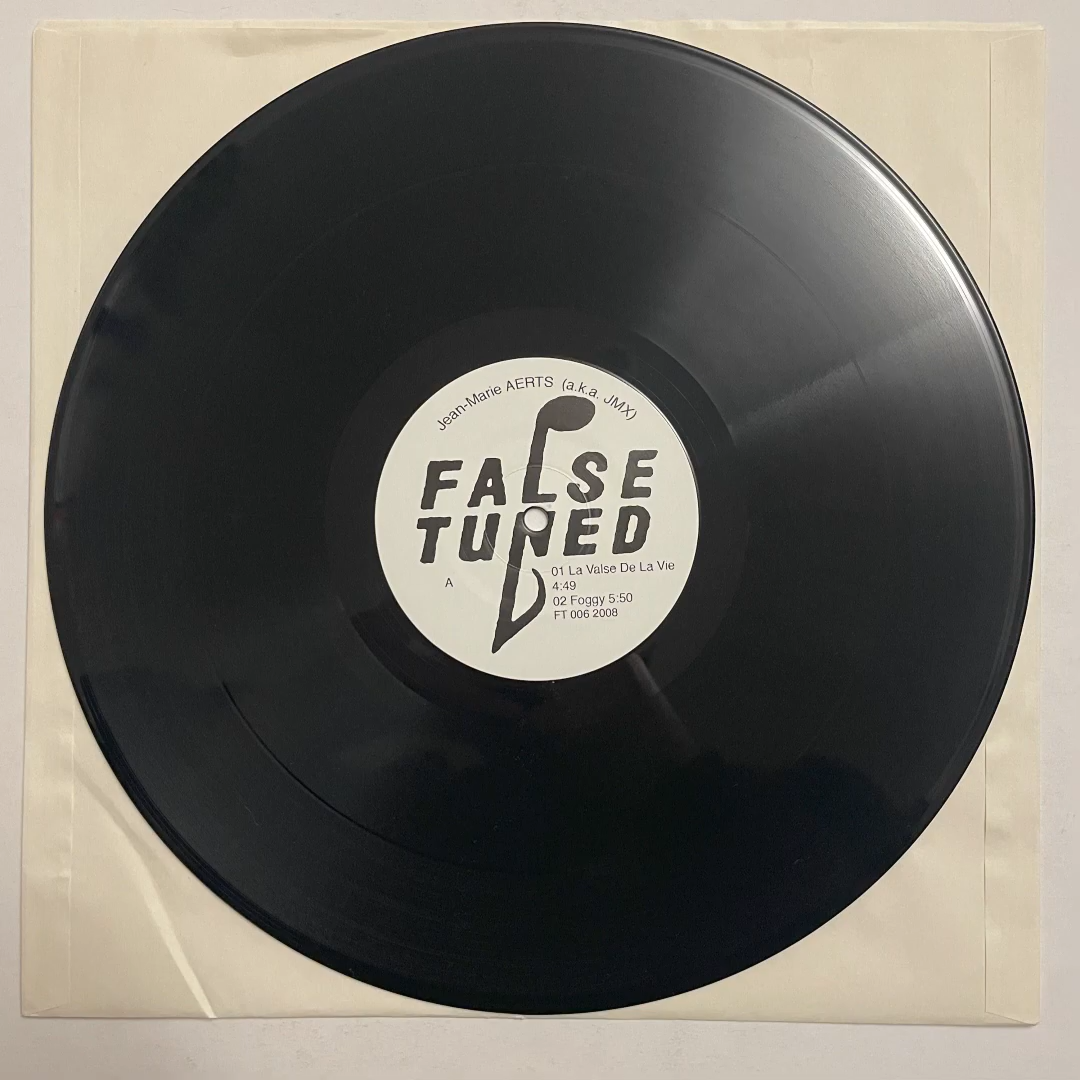 Jean-Marie AERTS (a.k.a. JMX)
FALSE
TUNED
A
01 La Valse De La Vie
4:49
02 Foggy 5:50
FT 006 2008